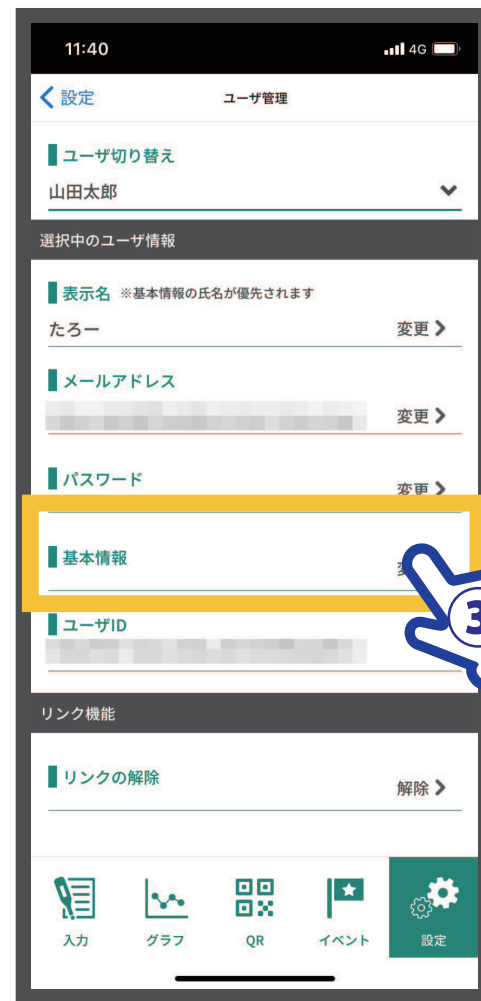 11:40 4G
設定 ユーザ管理
ユーザ切り替え
山田太郎
選択中のユーザ情報
表示名 ※基本情報の氏名が優先されます
たろー 変更
メールアドレス
変更
パスワード
変更
基本情報
3
ユーザID
リンク機能
リンクの解除
解除
入力 グラフ QR イベント 設定